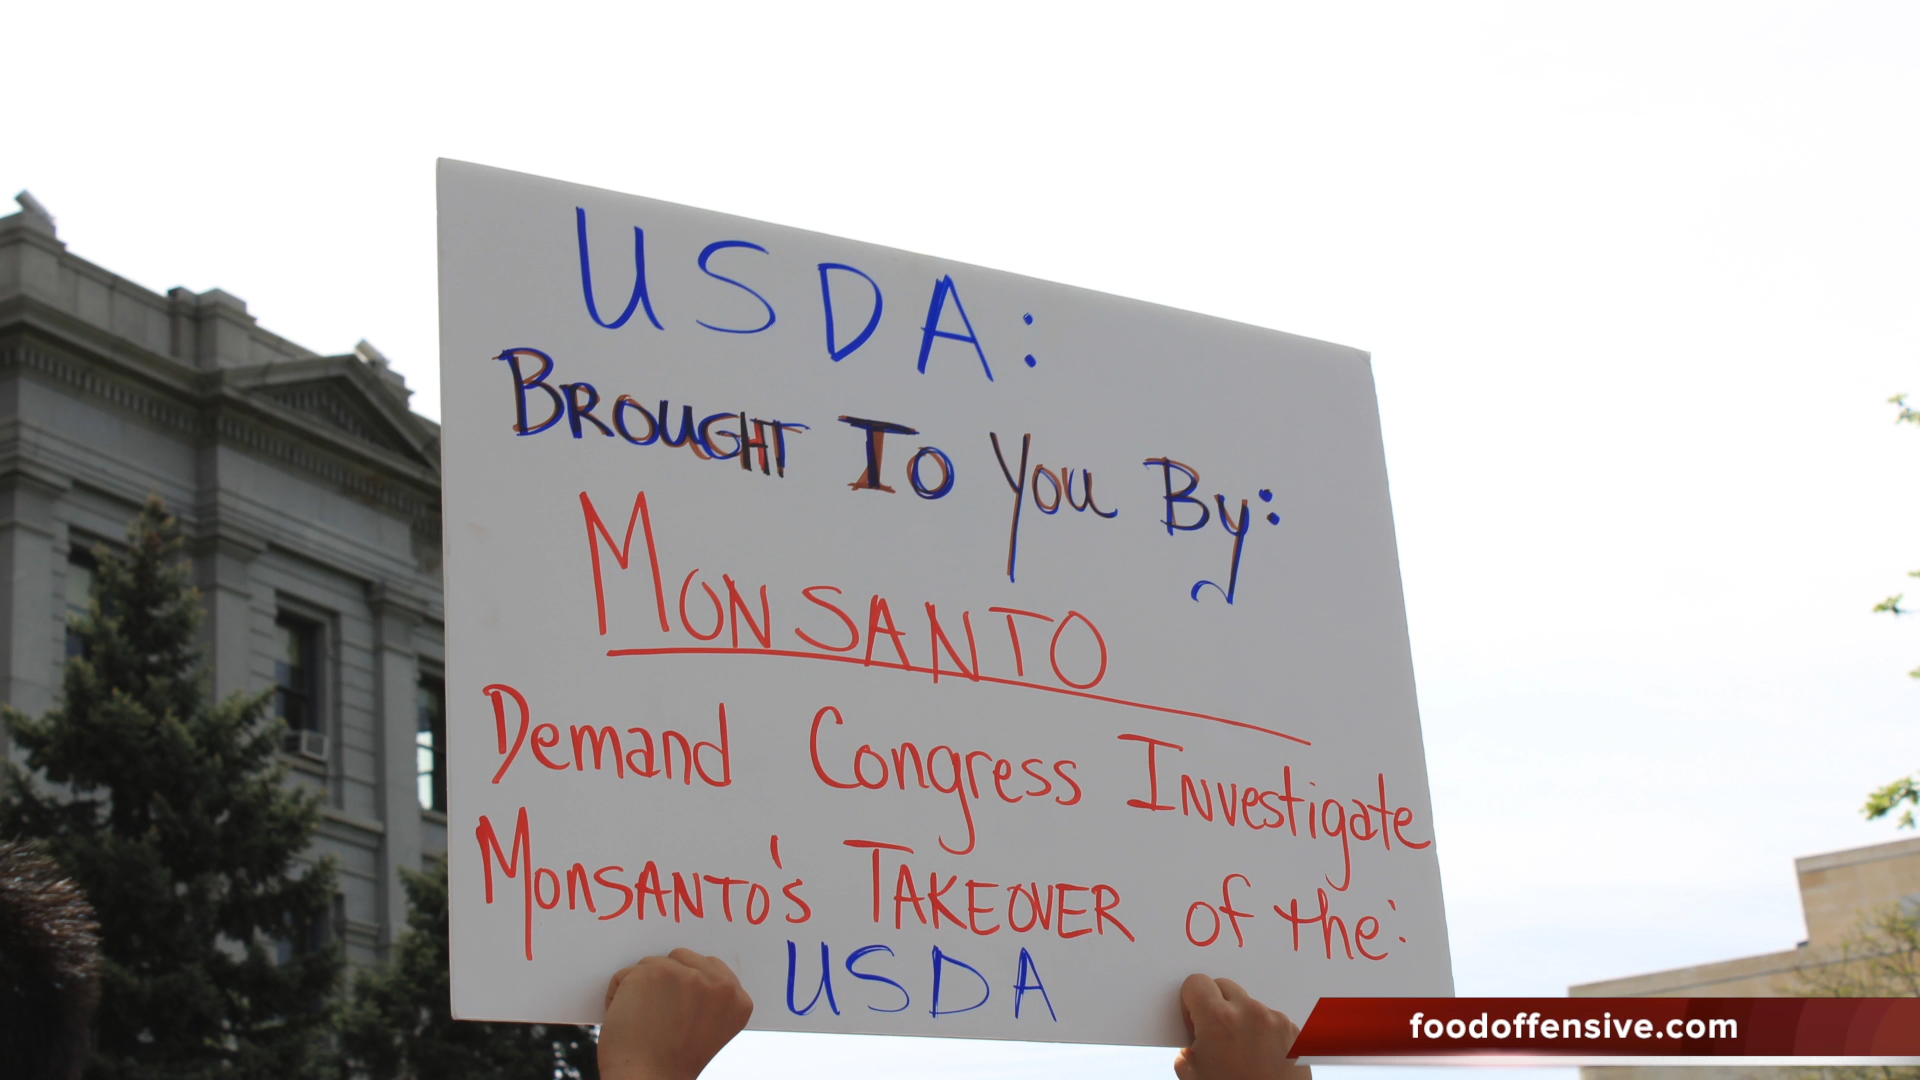 USDA:
BROUGHT TO YOU BY:
MONSANTO
Demand Congress Investigate
MONSANTO'S TAKEOVER of the:
USDA
foodoffensive.com